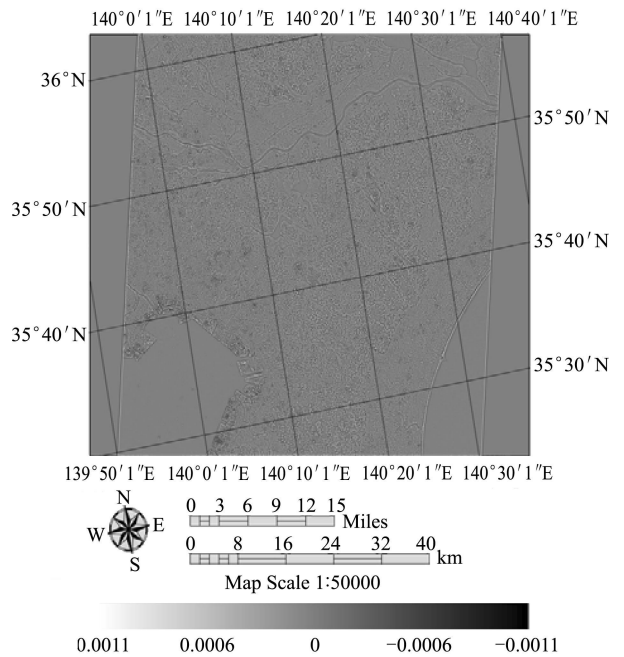 140°0′1″E 140°10′1″E 140°20′1″E 140°30′1″E 140°40′1″E
36°N
35°50′N
35°50′N
35°40′N
35°40′N
35°30′N
139°50′1″E 140°0′1″E 140°10′1″E 140°20′1″E 140°30′1″E
N
W E
S
0 3 6 9 12 15
Miles
0 8 16 24 32 40
km
Map Scale 1:50000
0.0011 0.0006 0 −0.0006 −0.0011